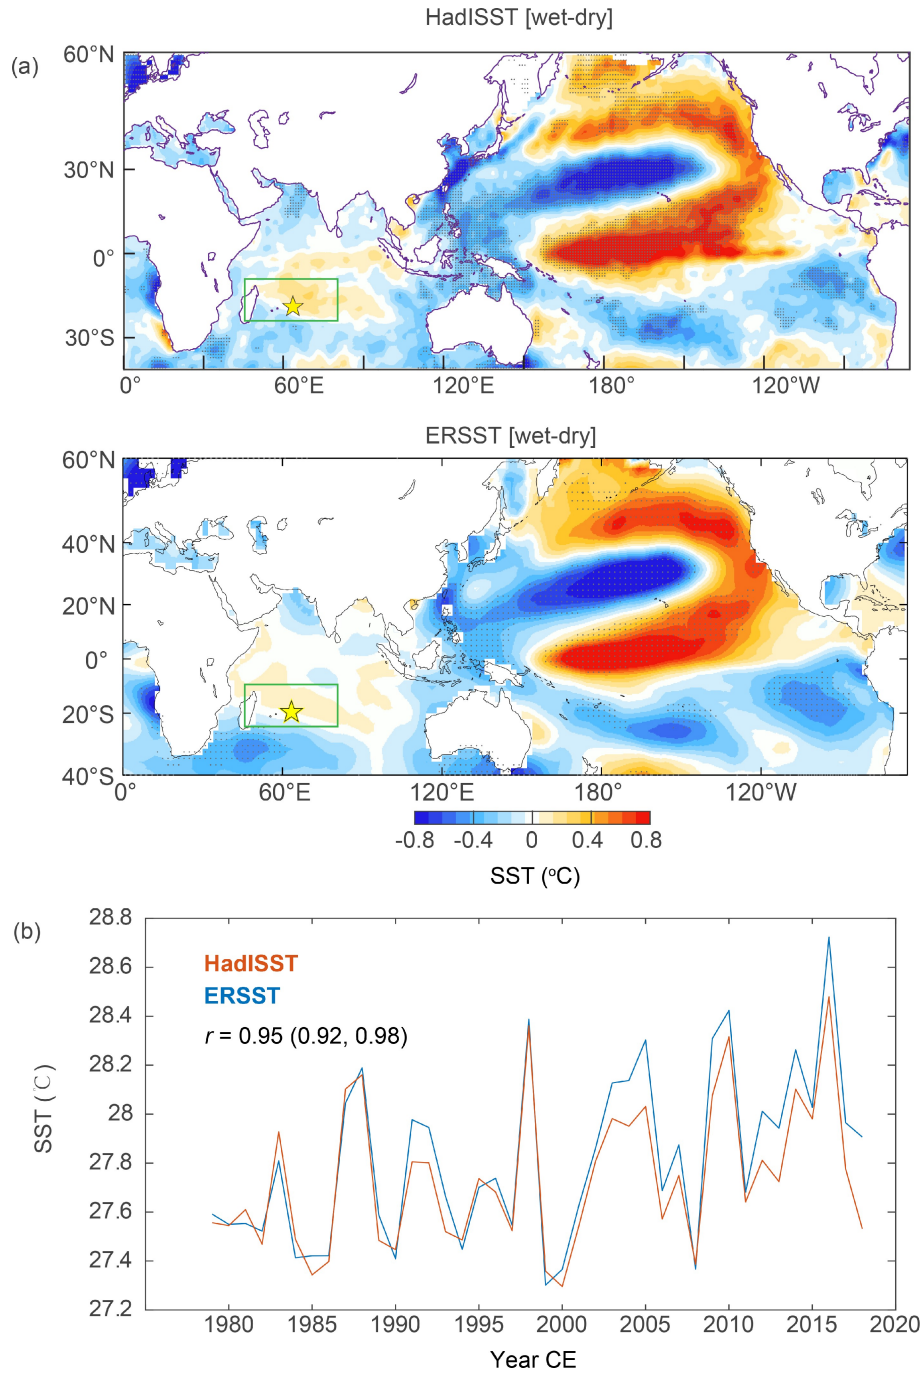 HadISST [wet-dry]
(a)
60°N
30°N
0°
30°S
0°
60°E
120°E
180°
120°W
ERSST [wet-dry]
60°N
40°N
20°N
0°
20°S
40°S
0°
60°E
120°E
180°
120°W
-0.8
-0.4
0
0.4
0.8
SST (°C)
(b)
28.8
28.6
28.4
28.2
28
27.8
27.6
27.4
27.2
SST (℃)
HadISST
ERSST
r = 0.95 (0.92, 0.98)
1980
1985
1990
1995
2000
2005
2010
2015
2020
Year CE